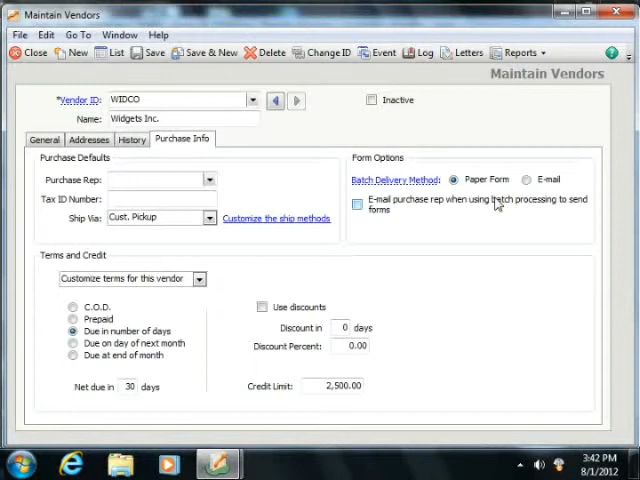 Maintain Vendors
File Edit Go To Window Help
Close New List Save Save & New Delete Change ID Event Log Letters Reports
Maintain Vendors
*Vendor ID: WIDCO Inactive
Name: Widgets Inc.
General Addresses History Purchase Info
Purchase Defaults
Purchase Rep:
Tax ID Number:
Ship Via: Cust. Pickup Customize the ship methods
Form Options
Batch Delivery Method: Paper Form E-mail
E-mail purchase rep when using batch processing to send
forms
Terms and Credit
Customize terms for this vendor
C.O.D.
Prepaid
Due in number of days
Due on day of next month
Due at end of month
Net due in 30 days
Use discounts
Discount in 0 days
Discount Percent: 0.00
Credit Limit: 2,500.00
3:42 PM
8/1/2012